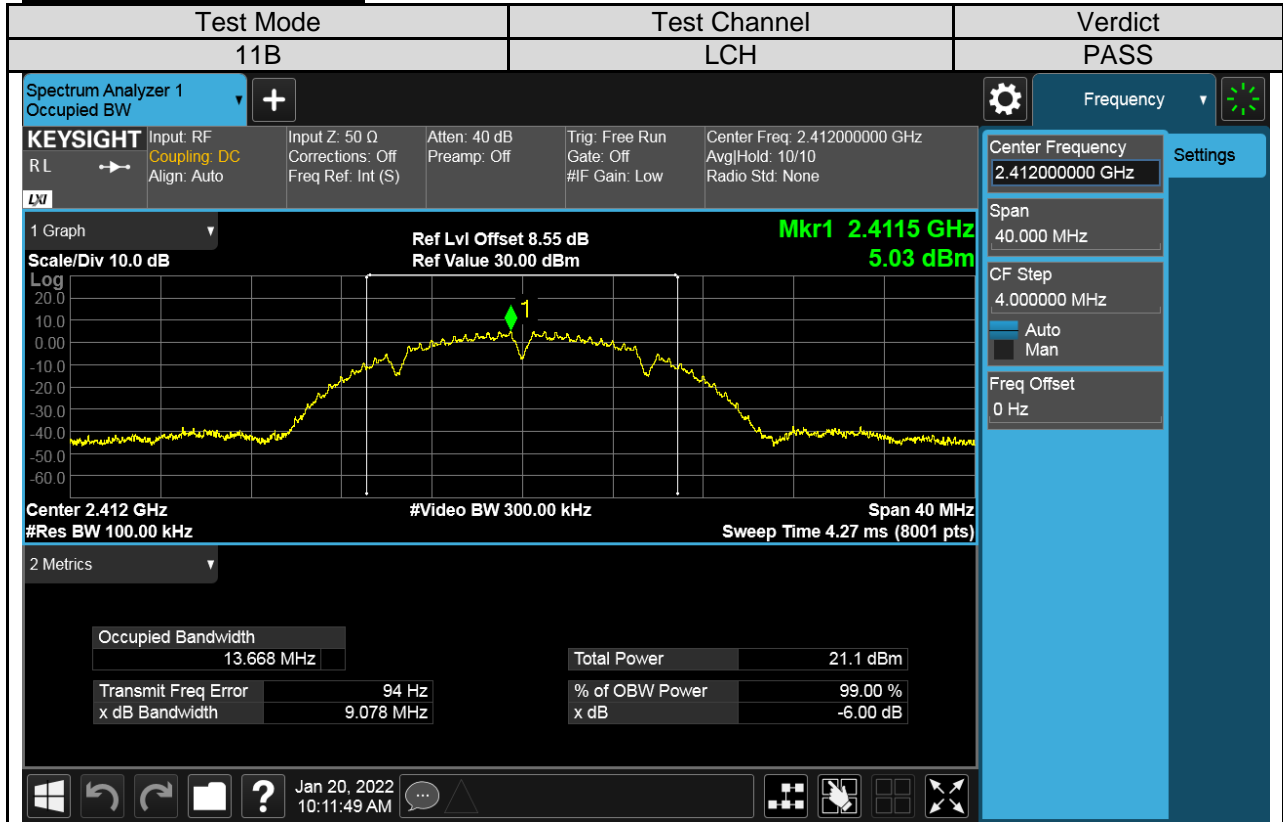 Test Mode Test Channel Verdict
11B LCH PASS
Spectrum Analyzer 1
Occupied BW
+
Frequency
KEYSIGHT
R L
LXI
Input: RF
Coupling: DC
Align: Auto
Input Z: 50 Ω
Corrections: Off
Freq Ref: Int (S)
Atten: 40 dB
Preamp: Off
Trig: Free Run
Gate: Off
#IF Gain: Low
Center Freq: 2.412000000 GHz
Avg|Hold: 10/10
Radio Std: None
Center Frequency
2.412000000 GHz
Settings
Span
40.000 MHz
CF Step
4.000000 MHz
Auto
Man
Freq Offset
0 Hz
1 Graph
Scale/Div 10.0 dB
Ref Lvl Offset 8.55 dB
Ref Value 30.00 dBm
Mkr1 2.4115 GHz
5.03 dBm
Log
20.0
10.0
0.00
-10.0
-20.0
-30.0
-40.0
-50.0
-60.0
1
Center 2.412 GHz
#Res BW 100.00 kHz
#Video BW 300.00 kHz
Span 40 MHz
Sweep Time 4.27 ms (8001 pts)
2 Metrics
Occupied Bandwidth
13.668 MHz
Total Power 21.1 dBm
Transmit Freq Error 94 Hz
% of OBW Power 99.00 %
x dB Bandwidth 9.078 MHz
x dB -6.00 dB
?
Jan 20, 2022
10:11:49 AM